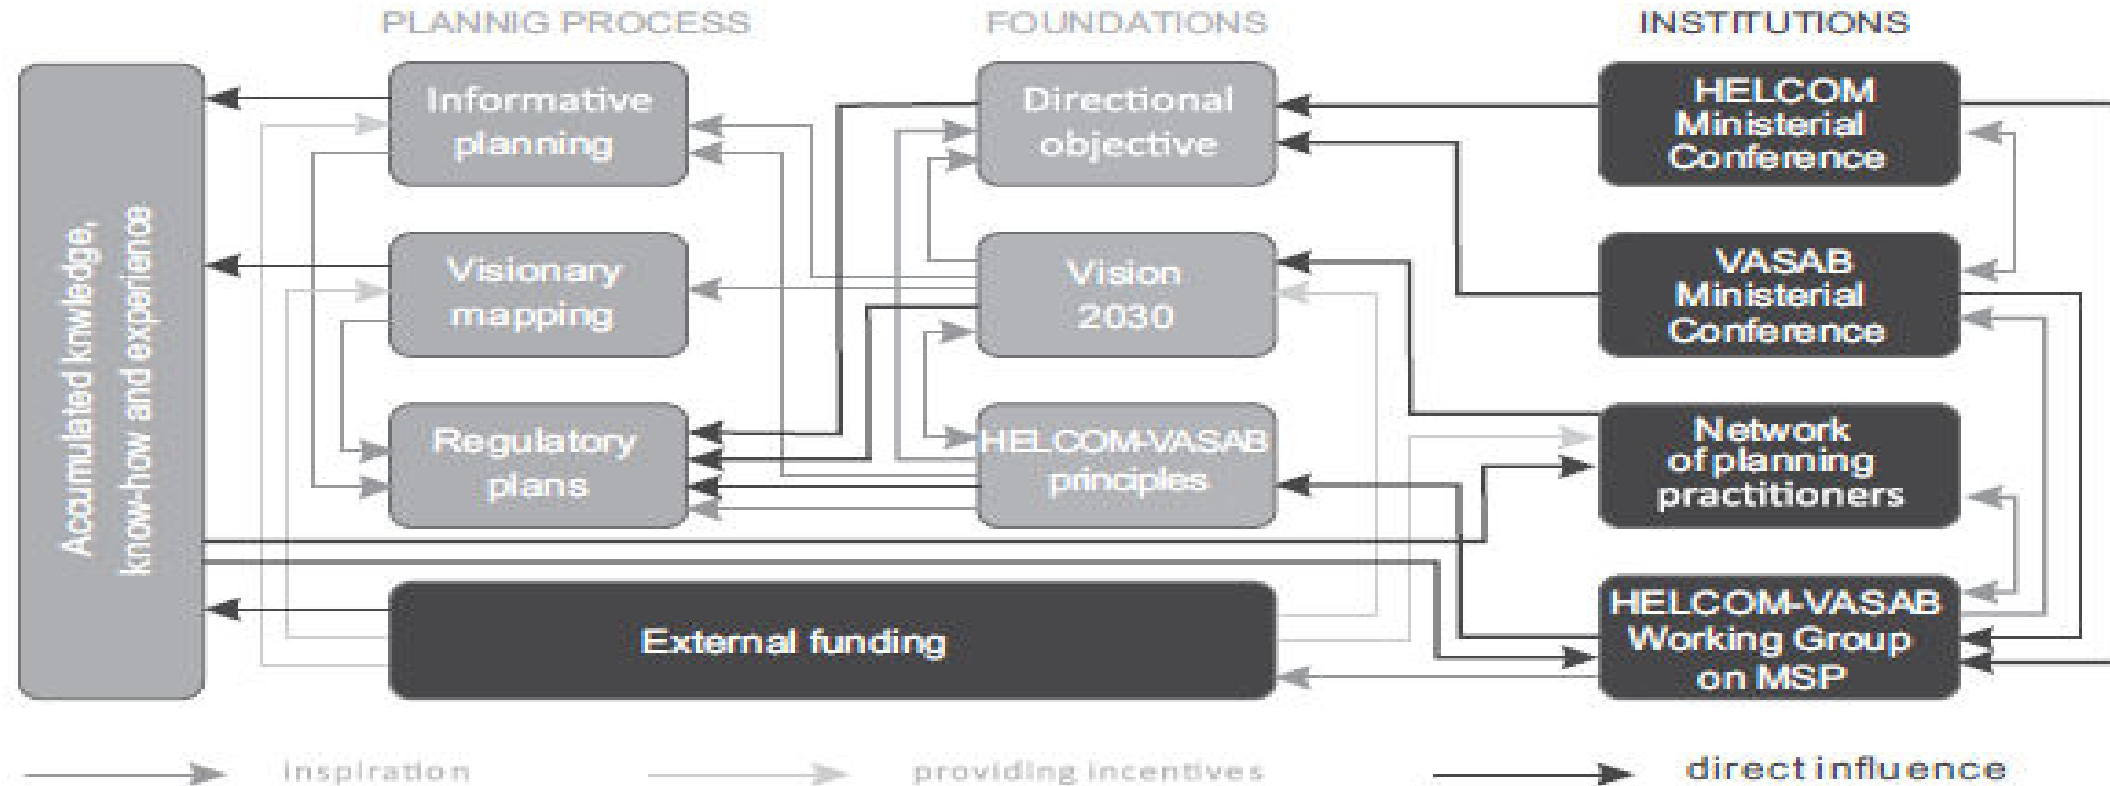 PLANNIG PROCESS
FOUNDATIONS
INSTITUTIONS
Accumulated knwledge,
know-how and experience
Informative
planning
Directional
objective
HELCOM
Ministerial
Conference
Visionary
mapping
Vision
2030
VASAB
Ministerial
Conference
Regulatory
plans
HELCOM-VASAB
principles
Network
of planning
practitioners
External funding
HELCOM-VASAB
Working Group
on MSP
inspiration
providing incentives
direct influence